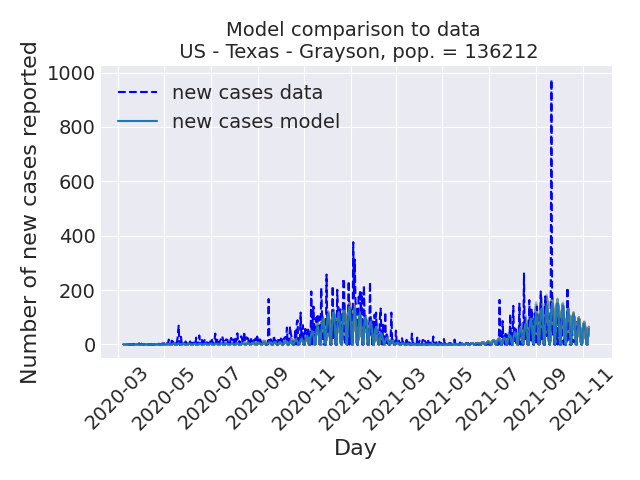 Model comparison to data
US - Texas - Grayson, pop. = 136212
Number of new cases reported
1000
800
600
400
200
0
new cases data
new cases model
2020-03
2020-05
2020-07
2020-09
2020-11
2021-01
2021-03
2021-05
2021-07
2021-09
2021-11
Day